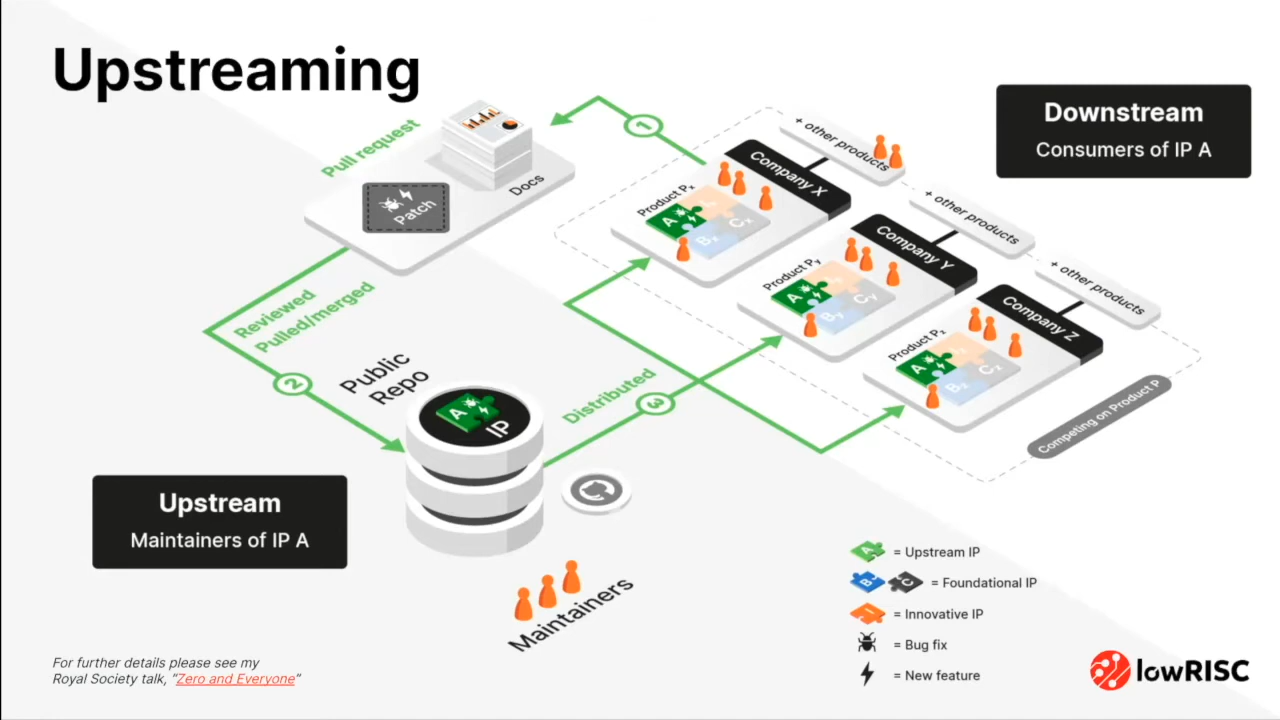 Upstreaming
Downstream
Consumers of IP A
Pull request
1
Docs
Patch
Reviewed
Pulled/merged
2
Public
Repo
A
IP
Distributed
3
+ other products
Company X
Product Px
A
Bx
Cx
+ other products
Company Y
Product Py
A
By
Cy
+ other products
Company Z
Product Pz
A
Bz
Cz
Competing on Product P
Upstream
Maintainers of IP A
Maintainers
A = Upstream IP
B C = Foundational IP
I = Innovative IP
= Bug fix
= New feature
For further details please see my
Royal Society talk, "Zero and Everyone"
lowRISC